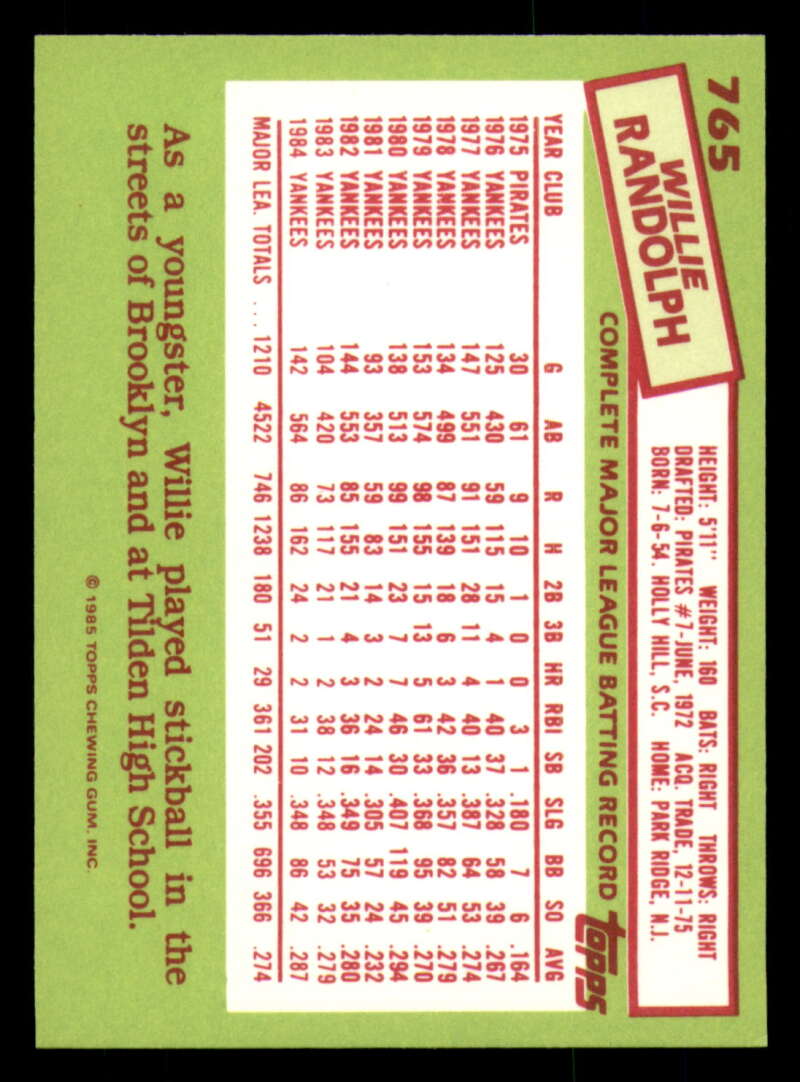 765
WILLIE
RANDOLPH
HEIGHT: 5'11" WEIGHT: 160 BATS: RIGHT THROWS: RIGHT
DRAFTED: PIRATES #7-JUNE, 1972 ACQ. TRADE, 12-11-75
BORN: 7-6-54. HOLLY HILL, S.C. HOME: PARK RIDGE, N.J.
COMPLETE MAJOR LEAGUE BATTING RECORD topps
YEAR CLUB G AB R H 2B 3B HR RBI SB SLG BB SO AVG
1975 PIRATES 30 61 9 10 1 0 0 3 1 .180 7 6 .164
1976 YANKEES 125 430 59 115 15 4 1 40 37 .328 58 39 .267
1977 YANKEES 147 551 91 151 28 11 4 40 13 .387 64 53 .274
1978 YANKEES 134 499 87 139 18 6 3 42 36 .357 82 51 .279
1979 YANKEES 153 574 98 155 15 13 5 61 33 .368 95 39 .270
1980 YANKEES 138 513 99 151 23 7 7 46 30 .407 119 45 .294
1981 YANKEES 93 357 59 83 14 3 2 24 14 .305 57 24 .232
1982 YANKEES 144 553 85 155 21 4 3 36 16 .349 75 35 .280
1983 YANKEES 104 420 73 117 21 1 2 38 12 .348 53 32 .279
1984 YANKEES 142 564 86 162 24 2 2 31 10 .348 86 42 .287
MAJOR LEA. TOTALS ... 1210 4522 746 1238 180 51 29 361 202 .355 696 366 .274
As a youngster, Willie played stickball in the
streets of Brooklyn and at Tilden High School.
© 1985 TOPPS CHEWING GUM, INC.